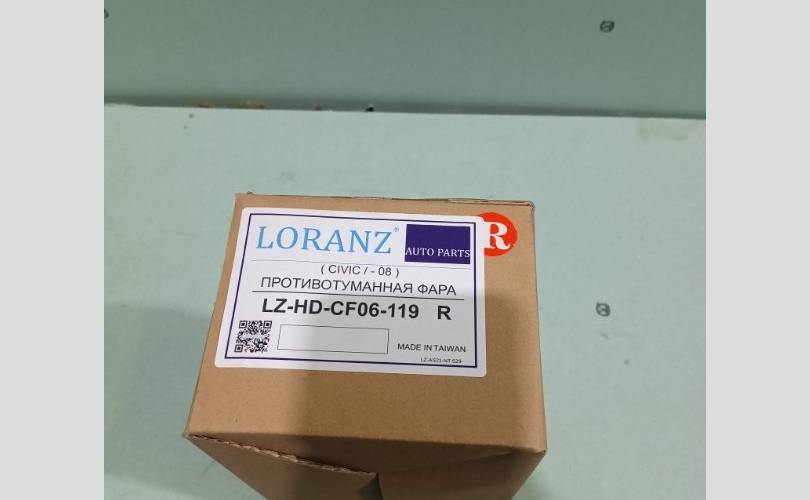 LORANZ®
AUTO PARTS
R
( CIVIC / - 08 )
ПРОТИВОТУМАННАЯ ФАРА
LZ-HD-CF06-119 R
MADE IN TAIWAN